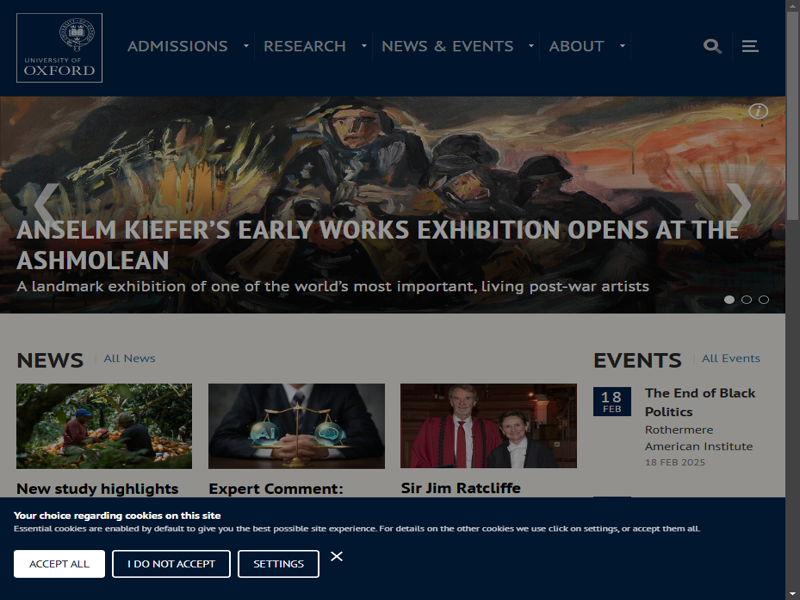 UNIVERSITY OF
OXFORD
ADMISSIONS
RESEARCH
NEWS & EVENTS
ABOUT
ANSELM KIEFER'S EARLY WORKS EXHIBITION OPENS AT THE
ASHMOLEAN
A landmark exhibition of one of the world's most important, living post-war artists
NEWS
All News
New study highlights
AI
Expert Comment:
Sir Jim Ratcliffe
EVENTS
All Events
18
FEB
The End of Black
Politics
Rothermere
American Institute
18 FEB 2025
Your choice regarding cookies on this site
Essential cookies are enabled by default to give you the best possible site experience. For details on the other cookies we use click on settings, or accept them all.
ACCEPT ALL
I DO NOT ACCEPT
SETTINGS